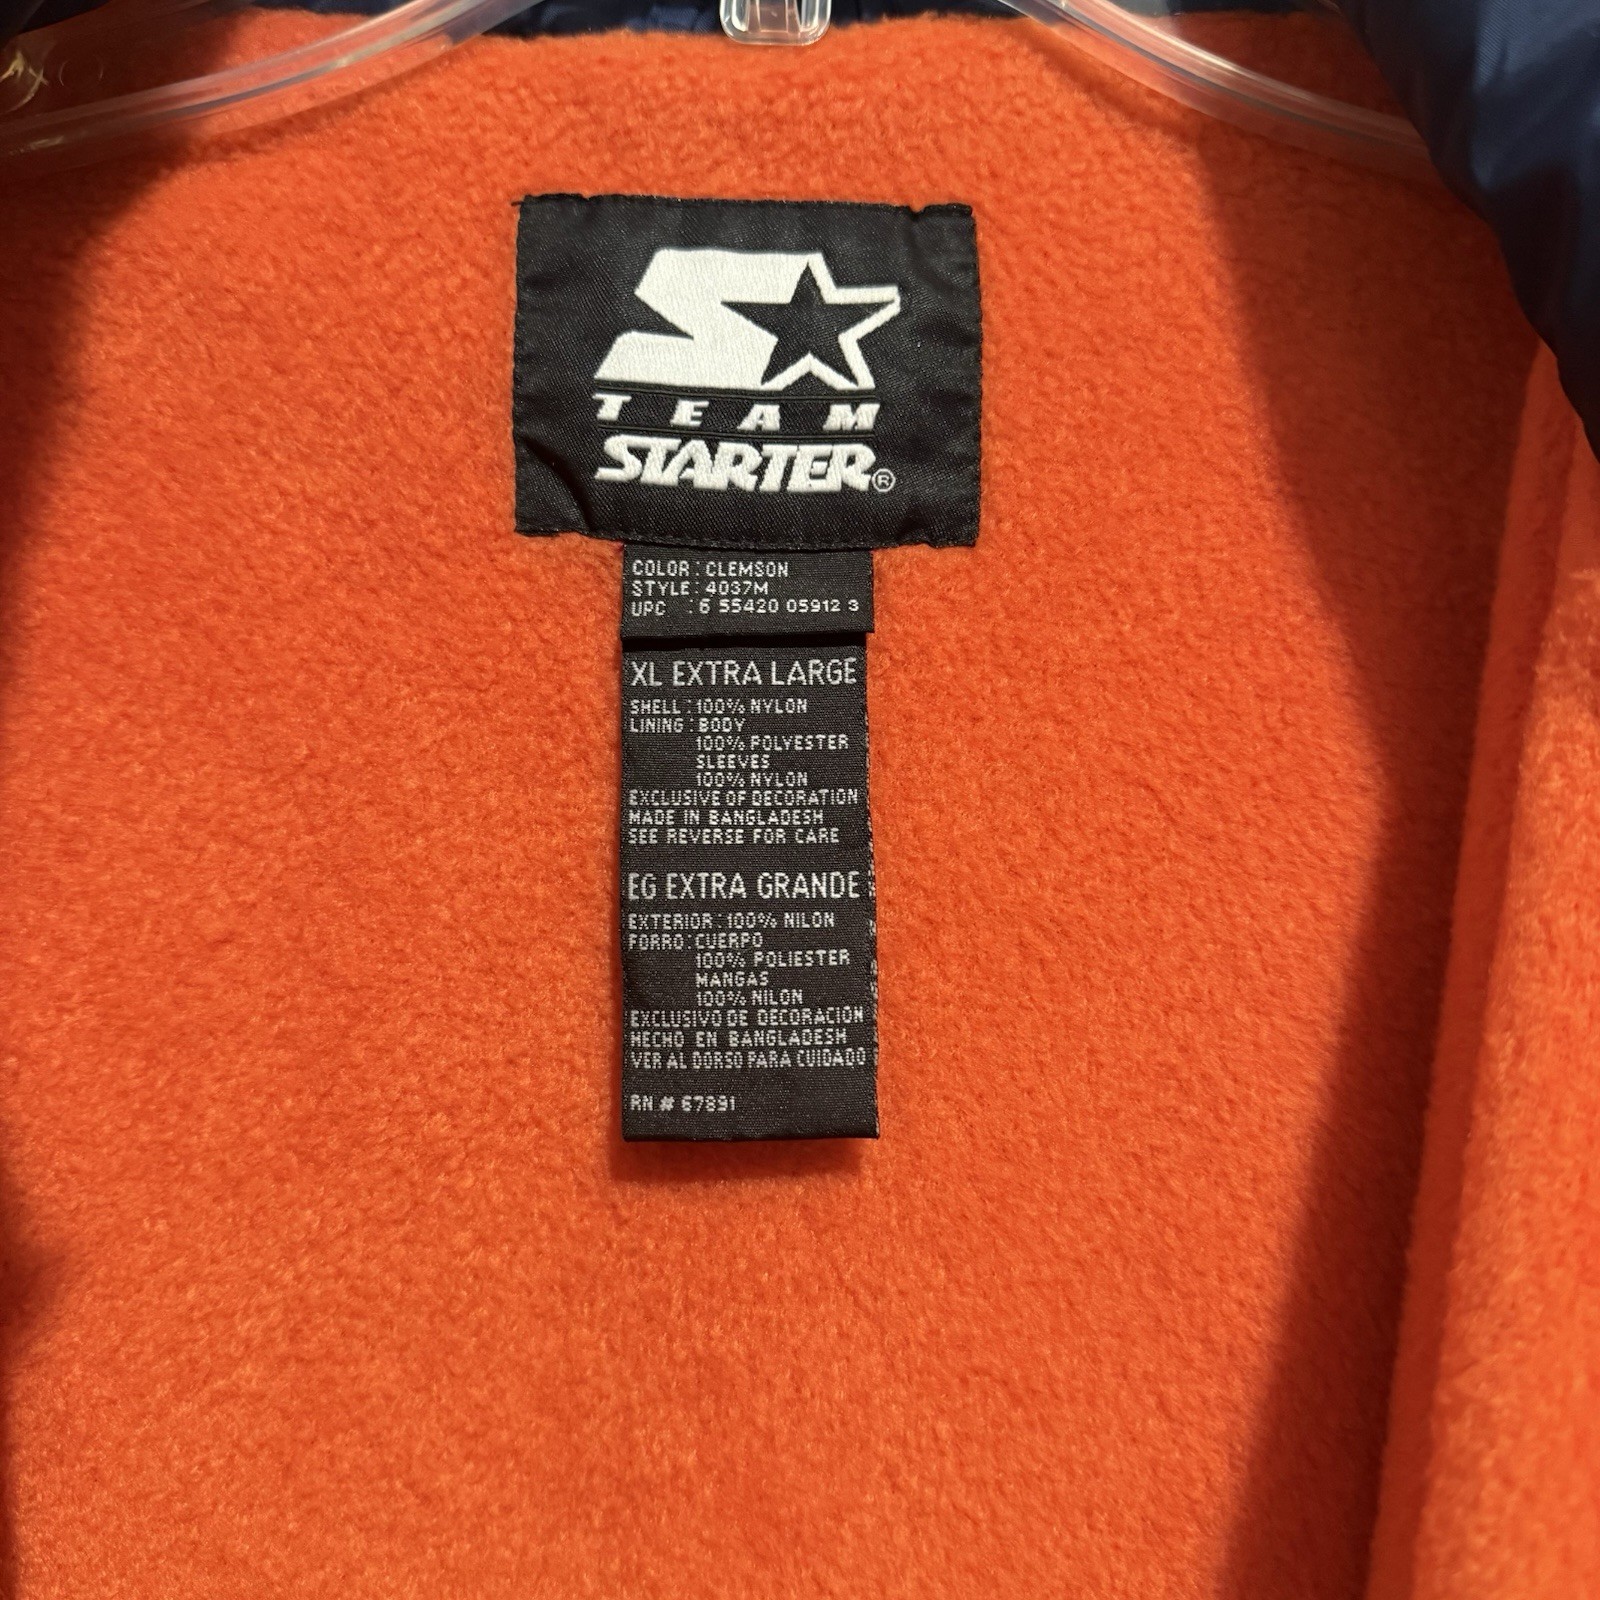 TEAM
STARTER®
COLOR : CLEMSON
STYLE : 4037M
UPC : 6 55420 05912 3
XL EXTRA LARGE
SHELL : 100% NYLON
LINING : BODY
100% POLYESTER
SLEEVES
100% NYLON
EXCLUSIVE OF DECORATION
MADE IN BANGLADESH
SEE REVERSE FOR CARE
EG EXTRA GRANDE
EXTERIOR : 100% NILON
FORRO : CUERPO
100% POLIESTER
MANGAS
100% NILON
EXCLUSIVO DE DECORACION
HECHO EN BANGLADESH
VER AL DORSO PARA CUIDADO
RN # 67891